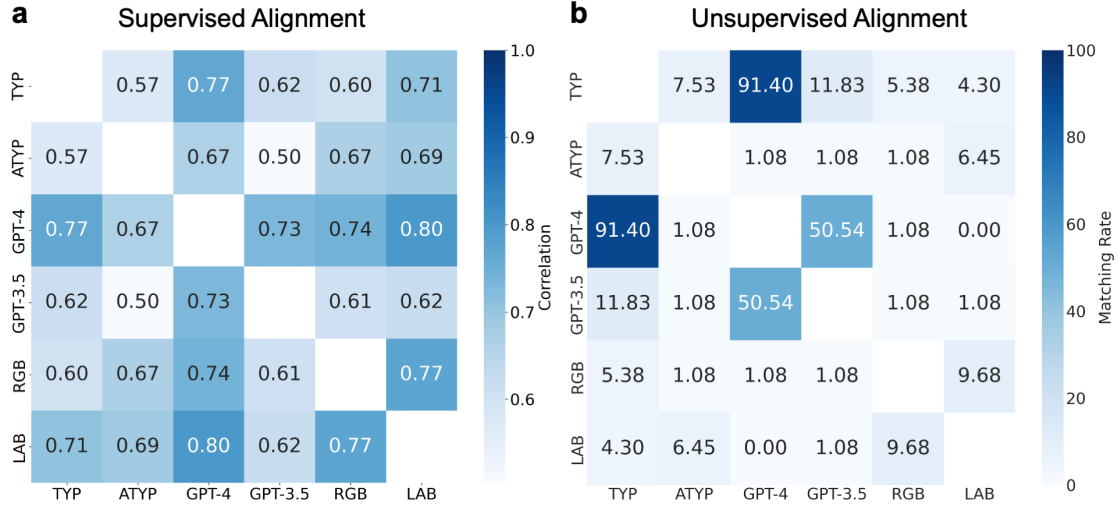 a Supervised Alignment
TYP 0.57 0.77 0.62 0.60 0.71
ATYP 0.57 0.67 0.50 0.67 0.69
GPT-4 0.77 0.67 0.73 0.74 0.80
GPT-3.5 0.62 0.50 0.73 0.61 0.62
RGB 0.60 0.67 0.74 0.61 0.77
LAB 0.71 0.69 0.80 0.62 0.77
TYP ATYP GPT-4 GPT-3.5 RGB LAB
1.0
0.9
0.8
0.7
0.6
Correlation
b Unsupervised Alignment
TYP 7.53 91.40 11.83 5.38 4.30
ATYP 7.53 1.08 1.08 1.08 6.45
GPT-4 91.40 1.08 50.54 1.08 0.00
GPT-3.5 11.83 1.08 50.54 1.08 1.08
RGB 5.38 1.08 1.08 1.08 9.68
LAB 4.30 6.45 0.00 1.08 9.68
TYP ATYP GPT-4 GPT-3.5 RGB LAB
100
80
60
40
20
0
Matching Rate